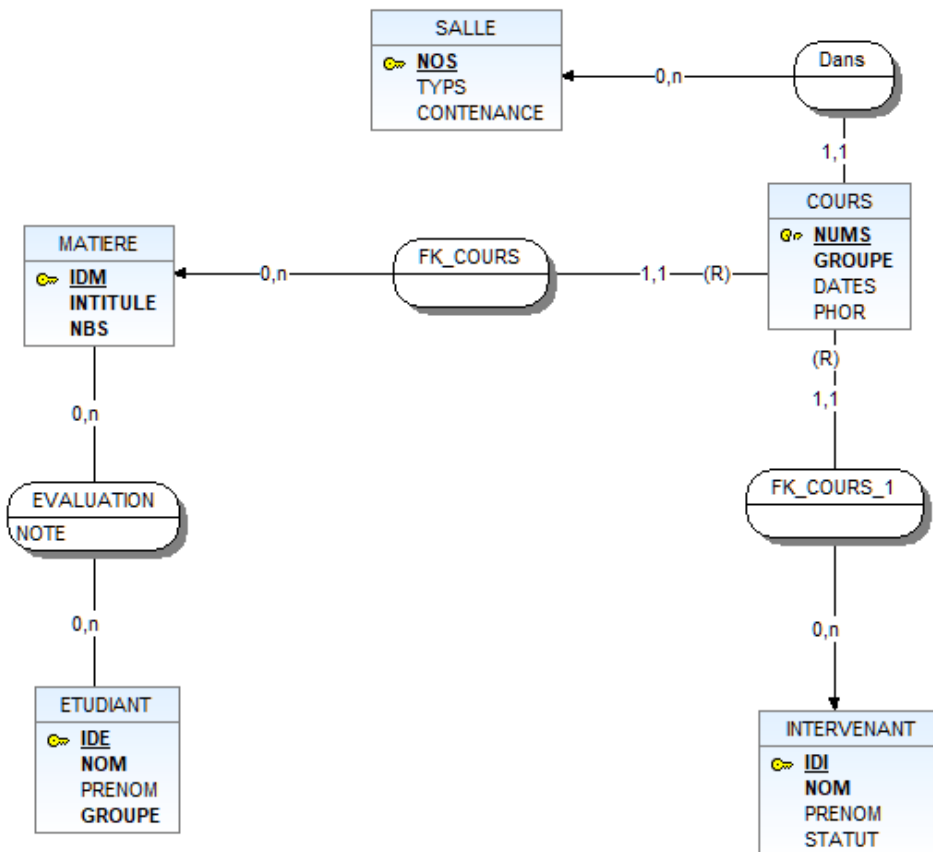 SALLE
NOS
TYPS
CONTENANCE
0,n
Dans
1,1
COURS
NUMS
GROUPE
DATES
PHOR
MATIERE
IDM
INTITULE
NBS
0,n
FK_COURS
1,1
(R)
(R)
1,1
0,n
EVALUATION
NOTE
FK_COURS_1
0,n
0,n
ETUDIANT
IDE
NOM
PRENOM
GROUPE
INTERVENANT
IDI
NOM
PRENOM
STATUT